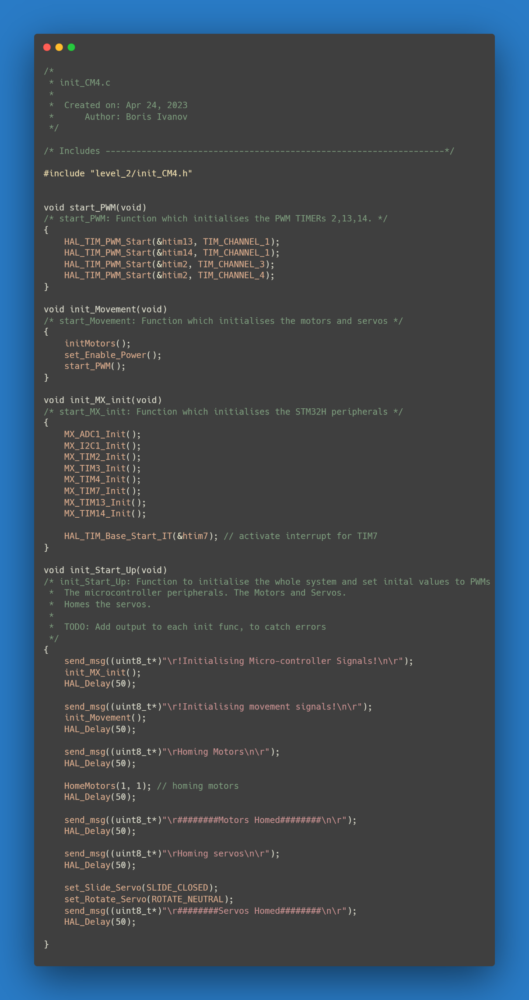 /*
 * init_CM4.c
 *
 *  Created on: Apr 24, 2023
 *      Author: Boris Ivanov
 */

/* Includes ------------------------------------------------------------------*/

#include "level_2/init_CM4.h"


void start_PWM(void)
/* start_PWM: Function which initialises the PWM TIMERs 2,13,14. */
{
    HAL_TIM_PWM_Start(&htim13, TIM_CHANNEL_1);
    HAL_TIM_PWM_Start(&htim14, TIM_CHANNEL_1);
    HAL_TIM_PWM_Start(&htim2, TIM_CHANNEL_3);
    HAL_TIM_PWM_Start(&htim2, TIM_CHANNEL_4);
}

void init_Movement(void)
/* start_Movement: Function which initialises the motors and servos */
{
    initMotors();
    set_Enable_Power();
    start_PWM();
}

void init_MX_init(void)
/* start_MX_init: Function which initialises the STM32H peripherals */
{
    MX_ADC1_Init();
    MX_I2C1_Init();
    MX_TIM2_Init();
    MX_TIM3_Init();
    MX_TIM4_Init();
    MX_TIM7_Init();
    MX_TIM13_Init();
    MX_TIM14_Init();

    HAL_TIM_Base_Start_IT(&htim7); // activate interrupt for TIM7
}

void init_Start_Up(void)
/* init_Start_Up: Function to initialise the whole system and set inital values to PWMs
 *  The microcontroller peripherals. The Motors and Servos.
 *  Homes the servos.
 *
 *  TODO: Add output to each init func, to catch errors
 */
{
    send_msg((uint8_t*)"\r!Initialising Micro-controller Signals!\n\r");
    init_MX_init();
    HAL_Delay(50);

    send_msg((uint8_t*)"\r!Initialising movement signals!\n\r");
    init_Movement();
    HAL_Delay(50);

    send_msg((uint8_t*)"\rHoming Motors\n\r");
    HAL_Delay(50);

    HomeMotors(1, 1); // homing motors
    HAL_Delay(50);

    send_msg((uint8_t*)"\r########Motors Homed########\n\r");
    HAL_Delay(50);

    send_msg((uint8_t*)"\rHoming servos\n\r");
    HAL_Delay(50);

    set_Slide_Servo(SLIDE_CLOSED);
    set_Rotate_Servo(ROTATE_NEUTRAL);
    send_msg((uint8_t*)"\r########Servos Homed########\n\r");
    HAL_Delay(50);

}